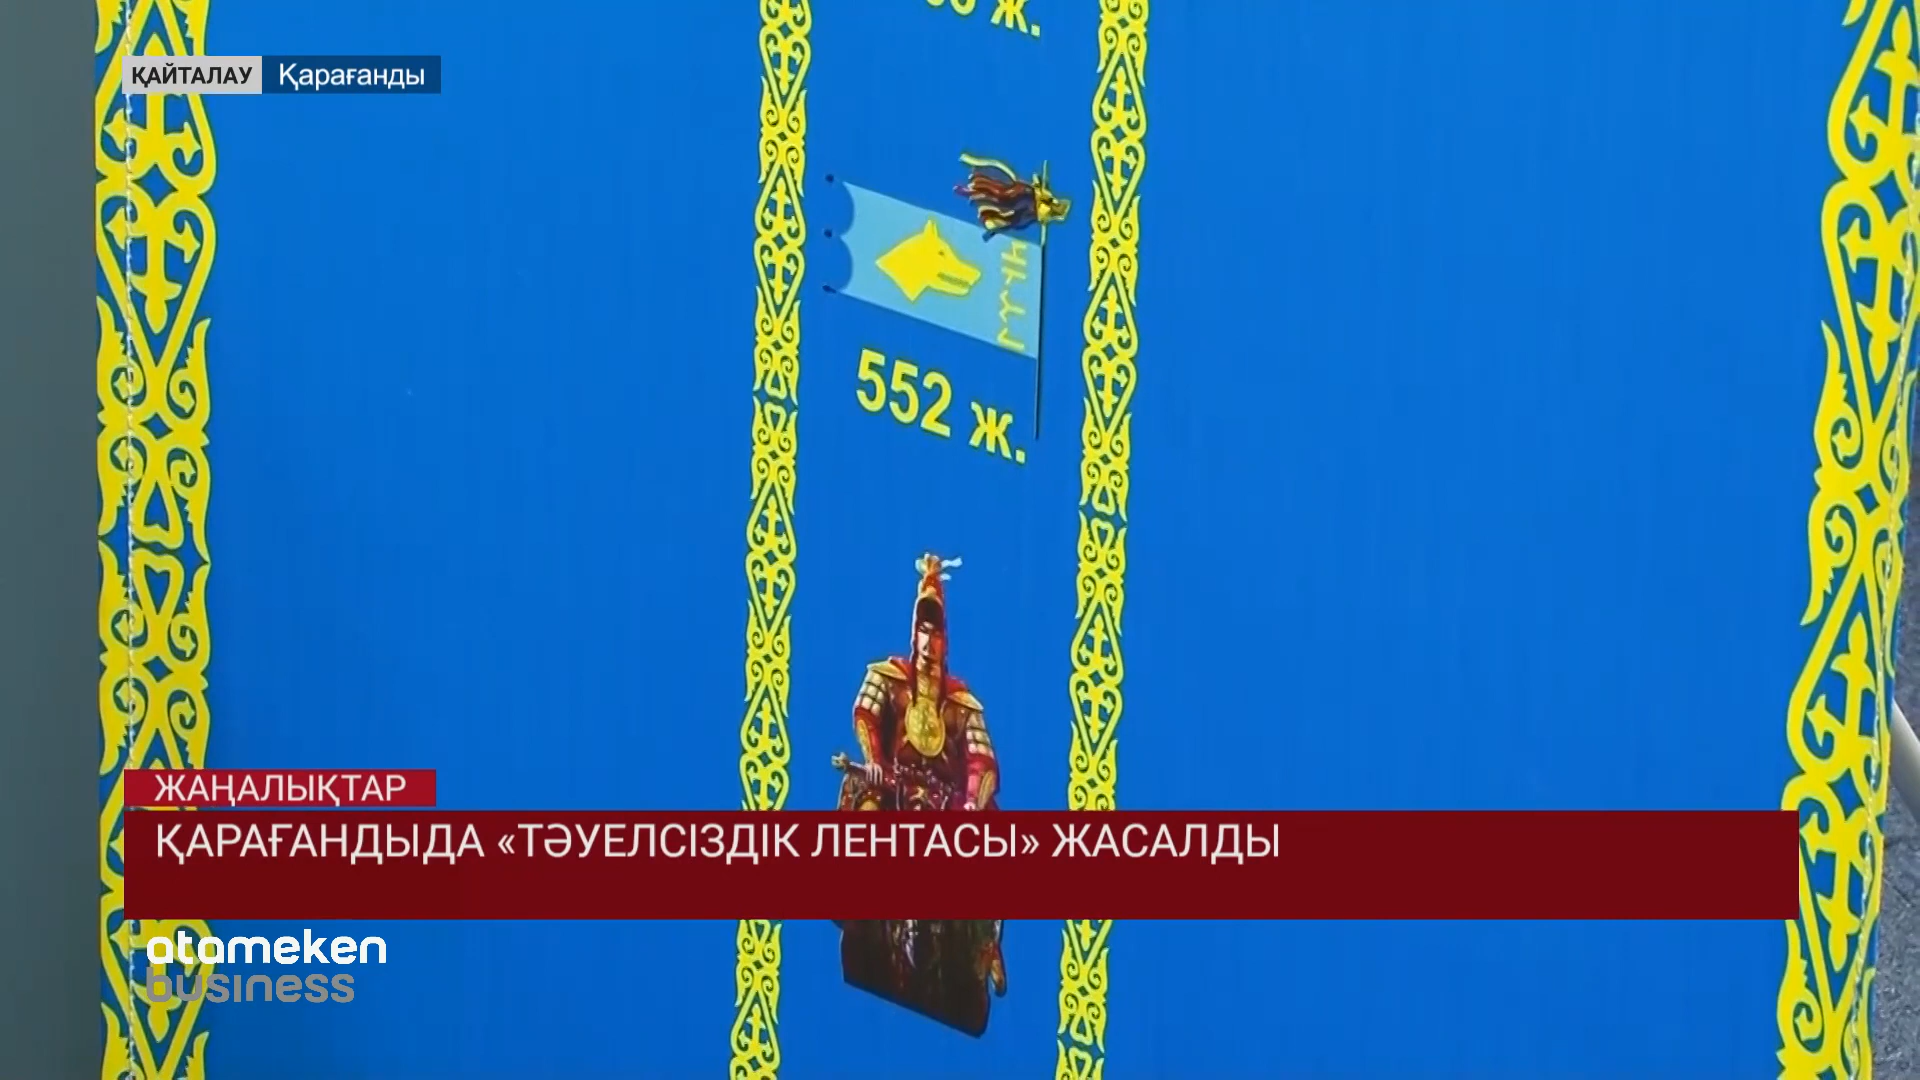 ж.
ҚАЙТАЛАУ Қарағанды
552 ж.
ЖАҢАЛЫҚТАР
ҚАРАҒАНДЫДА «ТӘУЕЛСІЗДІК ЛЕНТАСЫ» ЖАСАЛДЫ
atameken
business